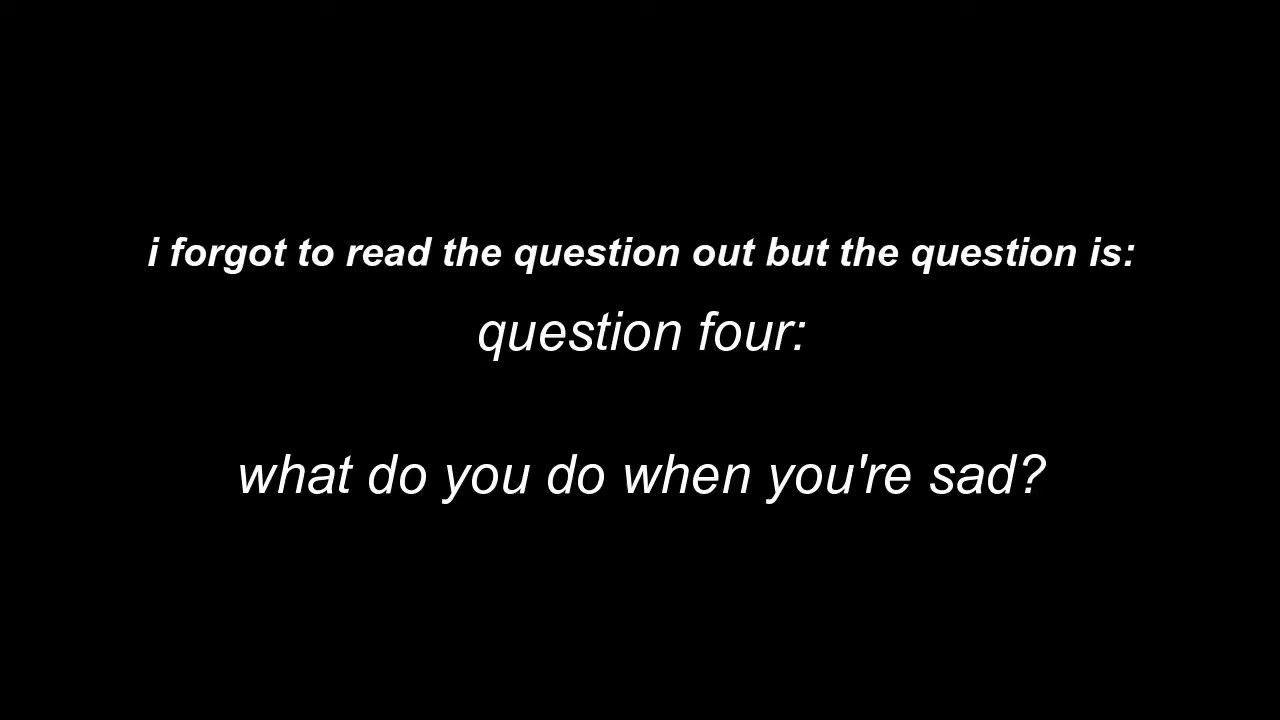 i forgot to read the question out but the question is:
question four:
what do you do when you're sad?